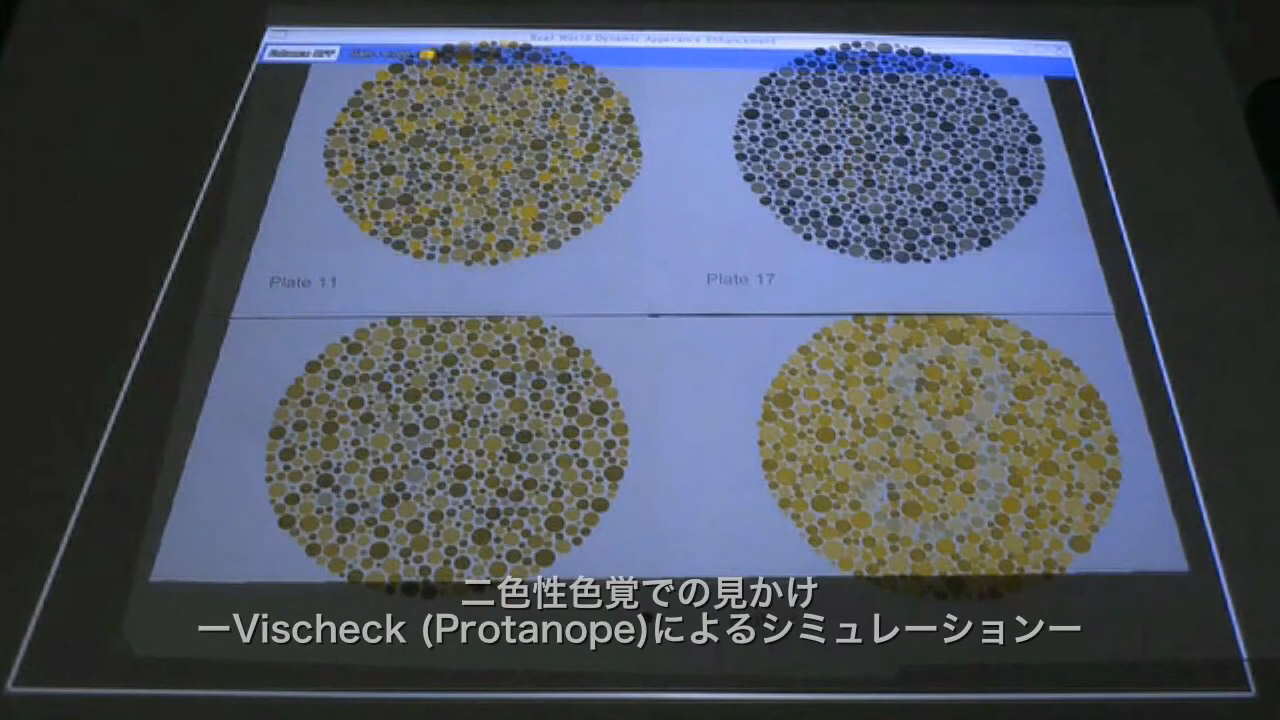 Real World Dynamic Apperance Enhancement
Plate 11
Plate 17
二色性色覚での見かけ
ーVischeck (Protanope)によるシミュレーションー